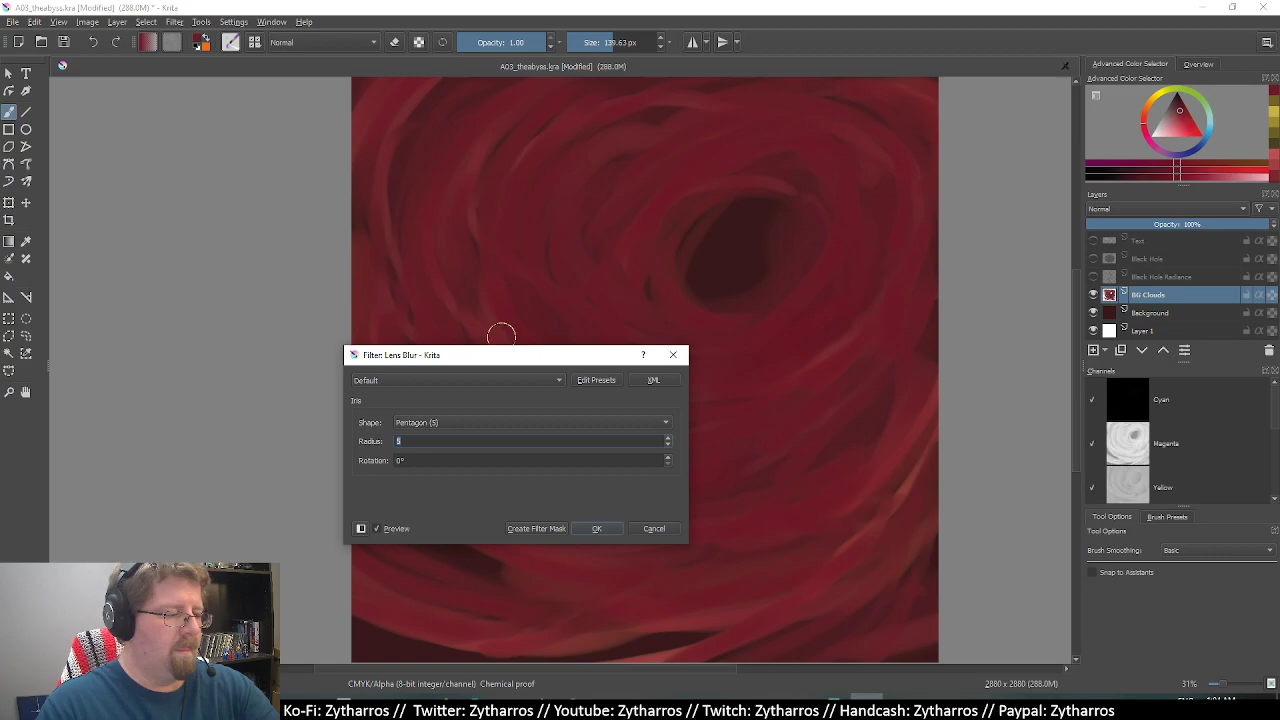 A03_theabyss.kra [Modified] (288.0M) * - Krita
File Edit View Image Layer Select Filter Tools Settings Window Help
Normal Opacity: 1.00 Size: 139.63 px
A03_theabyss.kra [Modified] (288.0M)
Advanced Color Selector Overview
Advanced Color Selector
Layers
Normal
Opacity: 100%
Text
Black Hole
Black Hole Radiance
BG Clouds
Background
Layer 1
Channels
Cyan
Magenta
Yellow
Tool Options Brush Presets
Tool Options
Brush Smoothing: Basic
Snap to Assistants
Filter: Lens Blur - Krita
Default Edit Presets XML
Iris
Shape: Pentagon (5)
Radius: 5
Rotation: 0°
Preview Create Filter Mask OK Cancel
CMYK/Alpha (8-bit integer/channel) Chemical proof 2880 x 2880 (288.0M) 31%
Ko-Fi: Zytharros // Twitter: Zytharros // Youtube: Zytharros // Twitch: Zytharros // Handcash: Zytharros // Paypal: Zytharros